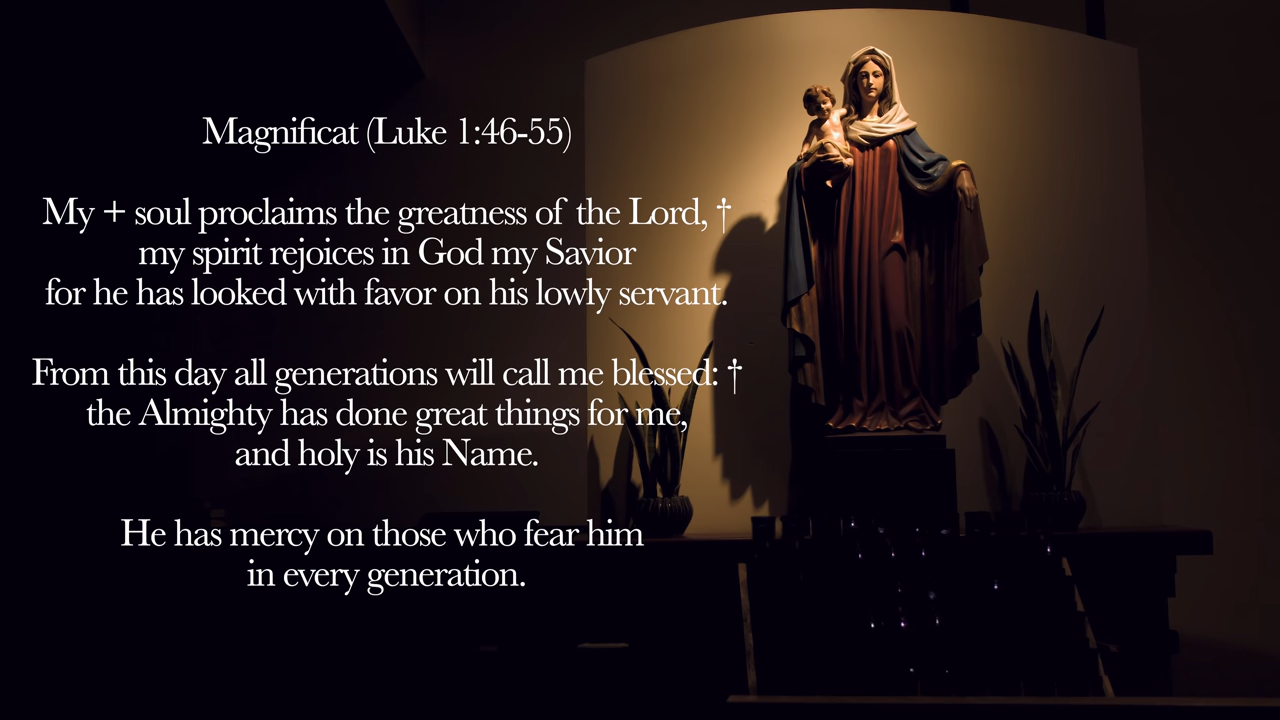 Magnificat (Luke 1:46-55)
My + soul proclaims the greatness of the Lord, †
my spirit rejoices in God my Savior
for he has looked with favor on his lowly servant.
From this day all generations will call me blessed: †
the Almighty has done great things for me,
and holy is his Name.
He has mercy on those who fear him
in every generation.